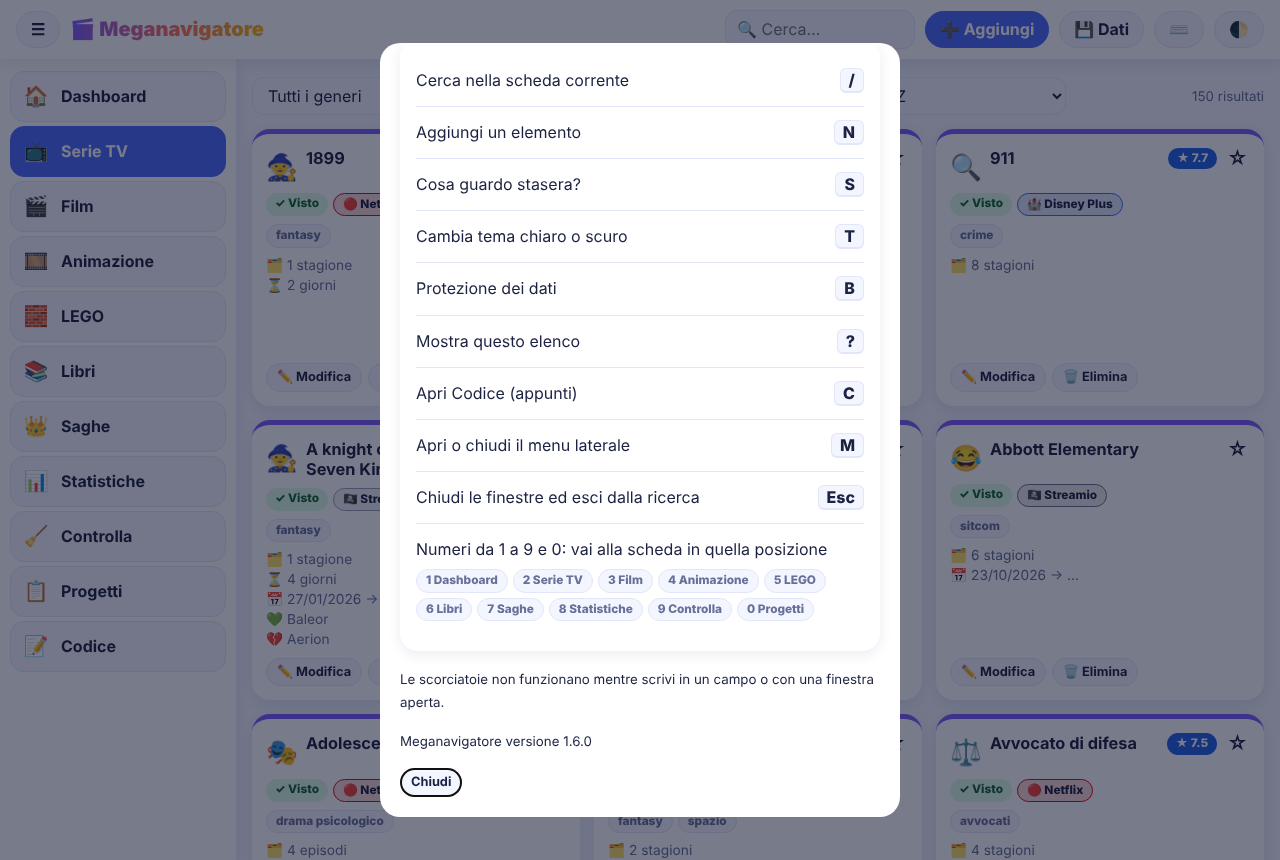 ☰ Meganavigatore
🔍 Cerca...
➕ Aggiungi
💾 Dati
Dashboard
Serie TV
Film
Animazione
LEGO
Libri
Saghe
Statistiche
Controlla
Progetti
Codice
Tutti i generi
150 risultati
Cerca nella scheda corrente /
Aggiungi un elemento N
Cosa guardo stasera? S
Cambia tema chiaro o scuro T
Protezione dei dati B
Mostra questo elenco ?
Apri Codice (appunti) C
Apri o chiudi il menu laterale M
Chiudi le finestre ed esci dalla ricerca Esc
Numeri da 1 a 9 e 0: vai alla scheda in quella posizione
1 Dashboard 2 Serie TV 3 Film 4 Animazione 5 LEGO
6 Libri 7 Saghe 8 Statistiche 9 Controlla 0 Progetti
Le scorciatoie non funzionano mentre scrivi in un campo o con una finestra
aperta.
Meganavigatore versione 1.6.0
Chiudi
1899
✓ Visto
fantasy
1 stagione
2 giorni
✏️ Modifica
911
★ 7.7 ☆
✓ Visto 🏰 Disney Plus
crime
8 stagioni
✏️ Modifica 🗑️ Elimina
A knight
Seven
✓ Visto
fantasy
1 stagione
4 giorni
27/01/2026 →
Baleor
Aerion
✏️ Modifica
Abbott Elementary ☆
✓ Visto 🏴‍☠️ Streamio
sitcom
6 stagioni
23/10/2026 → ...
✏️ Modifica 🗑️ Elimina
✓ Visto
drama psicologico
4 episodi
fantasy spazio
2 stagioni
Avvocato di difesa
★ 7.5 ☆
✓ Visto 🔴 Netflix
avvocati
4 stagioni